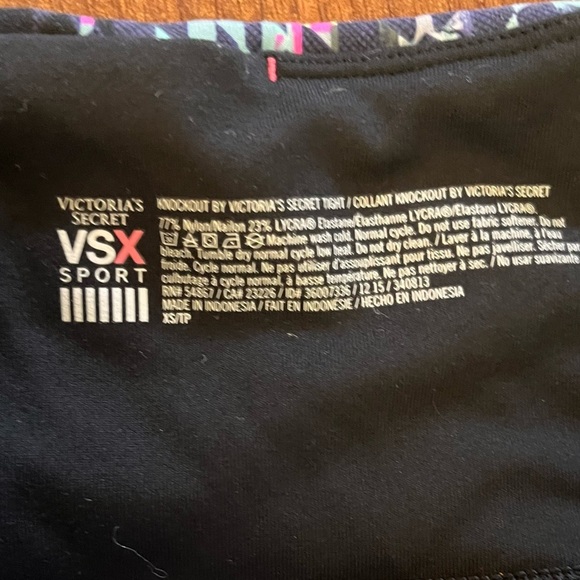 VICTORIA'S
SECRET
VSX
SPORT
KNOCKOUT BY VICTORIA'S SECRET TIGHT / COLLANT KNOCKOUT BY VICTORIA'S SECRET
77% Nylon/Nailon 23% LYCRA® Elastane/Elasthanne LYCRA®/Elastano LYCRA®
Machine wash cold. Normal cycle. Do not use fabric softener. Do not
bleach. Tumble dry normal cycle low heat. Do not dry clean. / Laver à la machine, à l'eau
froide. Cycle normal. Ne pas utiliser d'assouplissant pour tissu. Ne pas javelliser. Sécher par
culbutage à cycle normal, à basse température. Ne pas nettoyer à sec. / No usar suavizante
RN# 54867 / CA# 23226 / ID# 36007336 / 12 15 / 340813
MADE IN INDONESIA / FAIT EN INDONÉSIE / HECHO EN INDONESIA
XS/TP